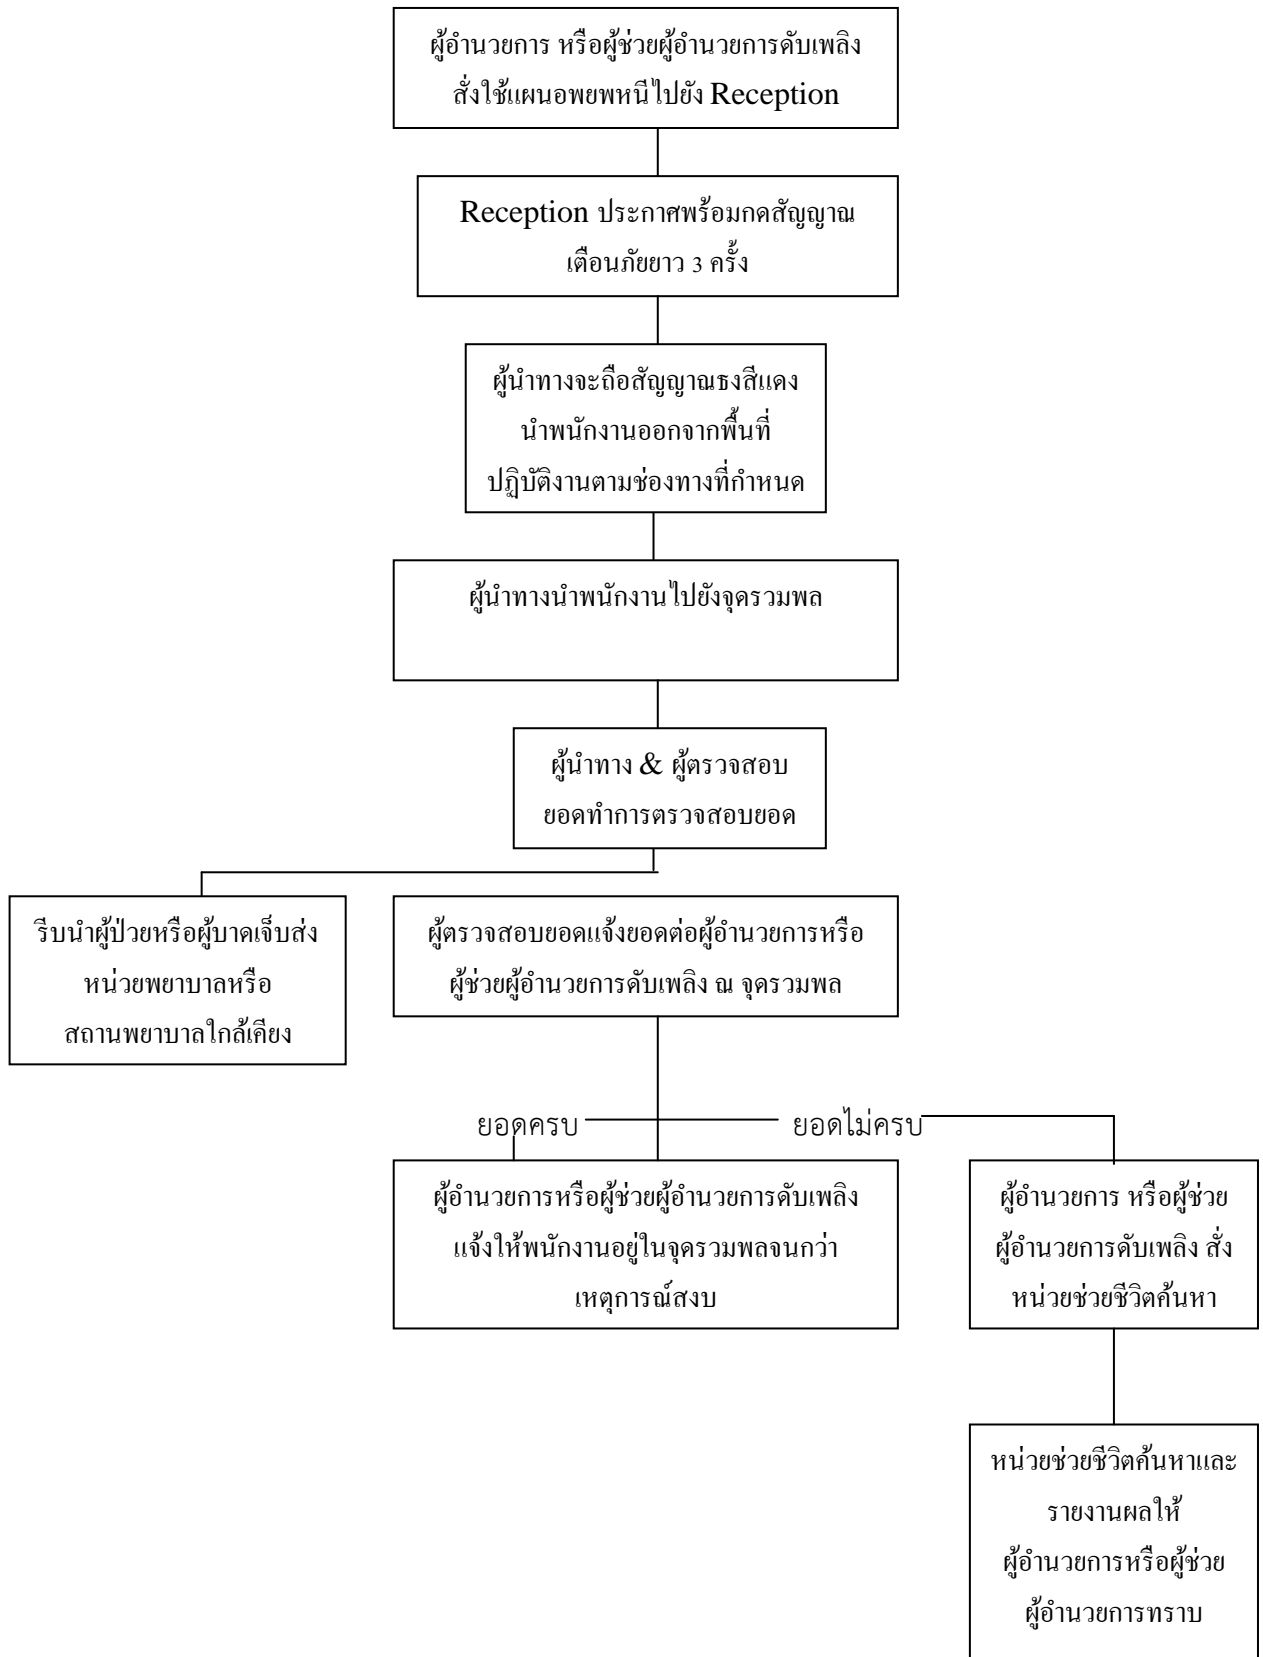 ผู้อำนวยการ หรือผู้ช่วยผู้อำนวยการดับเพลิง
สั่งใช้แผนอพยพหนีไปยัง Reception
Reception ประกาศพร้อมกดสัญญาณ
เตือนภัยยาว 3 ครั้ง
ผู้นำทางจะถือสัญญาณธงสีแดง
นำพนักงานออกจากพื้นที่
ปฏิบัติงานตามช่องทางที่กำหนด
ผู้นำทางนำพนักงานไปยังจุดรวมพล
ผู้นำทาง & ผู้ตรวจสอบ
ยอดทำการตรวจสอบยอด
รีบนำผู้ป่วยหรือผู้บาดเจ็บส่ง
หน่วยพยาบาลหรือ
สถานพยาบาลใกล้เคียง
ผู้ตรวจสอบยอดแจ้งยอดต่อผู้อำนวยการหรือ
ผู้ช่วยผู้อำนวยการดับเพลิง ณ จุดรวมพล
ยอดครบ
ยอดไม่ครบ
ผู้อำนวยการหรือผู้ช่วยผู้อำนวยการดับเพลิง
แจ้งให้พนักงานอยู่ในจุดรวมพลจนกว่า
เหตุการณ์สงบ
ผู้อำนวยการ หรือผู้ช่วย
ผู้อำนวยการดับเพลิง สั่ง
หน่วยช่วยชีวิตค้นหา
หน่วยช่วยชีวิตค้นหาและ
รายงานผลให้
ผู้อำนวยการหรือผู้ช่วย
ผู้อำนวยการทราบ